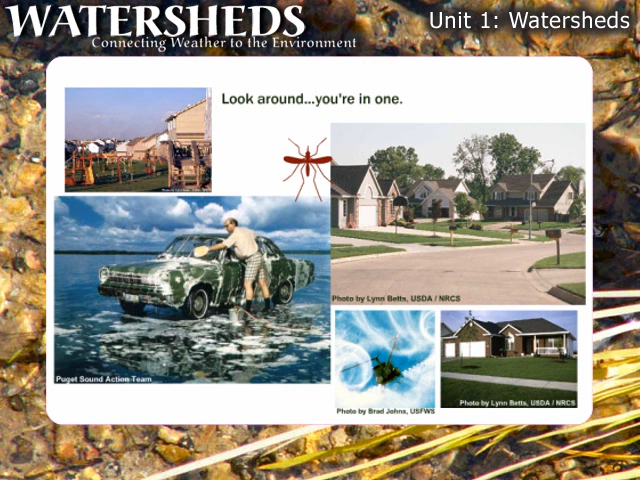 WATERSHEDS
Connecting Weather to the Environment
Unit 1: Watersheds
Look around...you're in one.
Photo by Lynn Betts, USDA / NRCS
Puget Sound Action Team
Photo by Brad Johns, USFWS
Photo by Lynn Betts, USDA / NRCS